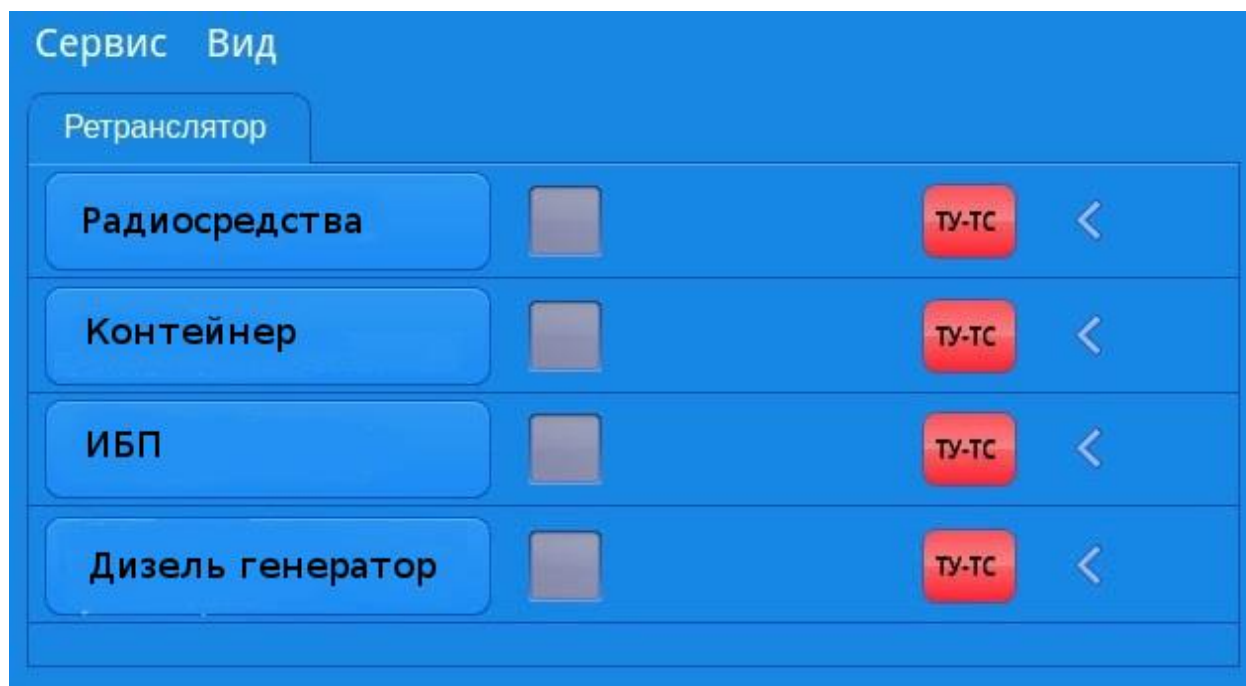 Сервис Вид
Ретранслятор
Радиосредства ТУ-ТС
Контейнер ТУ-ТС
ИБП ТУ-ТС
Дизель генератор ТУ-ТС